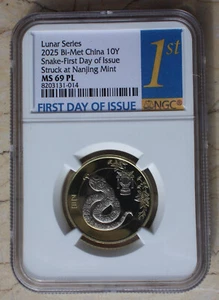 Lunar Series
2025 Bi-Met China 10Y
Snake-First Day of Issue
Struck at Nanjing Mint
MS 69 PL
8203131-014
1st
FIRST DAY OF ISSUE
NGC